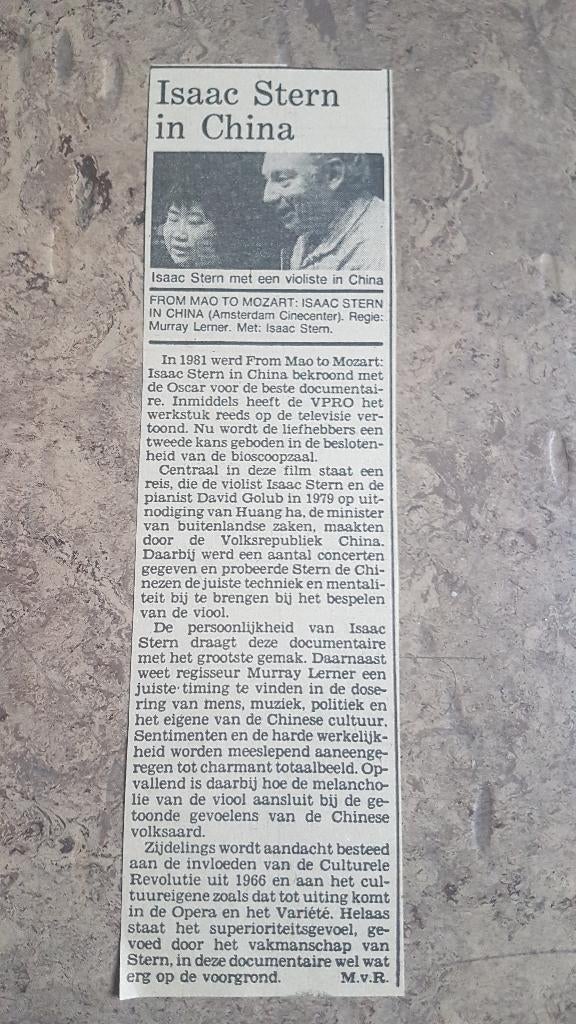 Isaac Stern
in China
Isaac Stern met een violiste in China
FROM MAO TO MOZART: ISAAC STERN
IN CHINA (Amsterdam Cinecenter). Regie:
Murray Lerner. Met: Isaac Stern.
In 1981 werd From Mao to Mozart:
Isaac Stern in China bekroond met
de Oscar voor de beste documentai-
re. Inmiddels heeft de VPRO het
werkstuk reeds op de televisie ver-
toond. Nu wordt de liefhebbers een
tweede kans geboden in de besloten-
heid van de bioscoopzaal.
Centraal in deze film staat een
reis, die de violist Isaac Stern en de
pianist David Golub in 1979 op uit-
nodiging van Huang ha, de minister
van buitenlandse zaken, maakten
door de Volksrepubliek China.
Daarbij werd een aantal concerten
gegeven en probeerde Stern de Chi-
nezen de juiste techniek en mentali-
teit bij te brengen bij het bespelen
van de viool.
De persoonlijkheid van Isaac
Stern draagt deze documentaire
met het grootste gemak. Daarnaast
weet regisseur Murray Lerner een
juiste timing te vinden in de dose-
ring van mens, muziek, politiek en
het eigene van de Chinese cultuur.
Sentimenten en de harde werkelijk-
heid worden meeslepend aaneenge-
regen tot charmant totaalbeeld. Op-
vallend is daarbij hoe de melancho-
lie van de viool aansluit bij de ge-
toonde gevoelens van de Chinese
volksaard.
Zijdelings wordt aandacht besteed
aan de invloeden van de Culturele
Revolutie uit 1966 en aan het cul-
tuureigene zoals dat tot uiting komt
in de Opera en het Variété. Helaas
staat het superioriteitsgevoel, ge-
voed door het vakmanschap van
Stern, in deze documentaire wel wat
erg op de voorgrond. M.v.R.